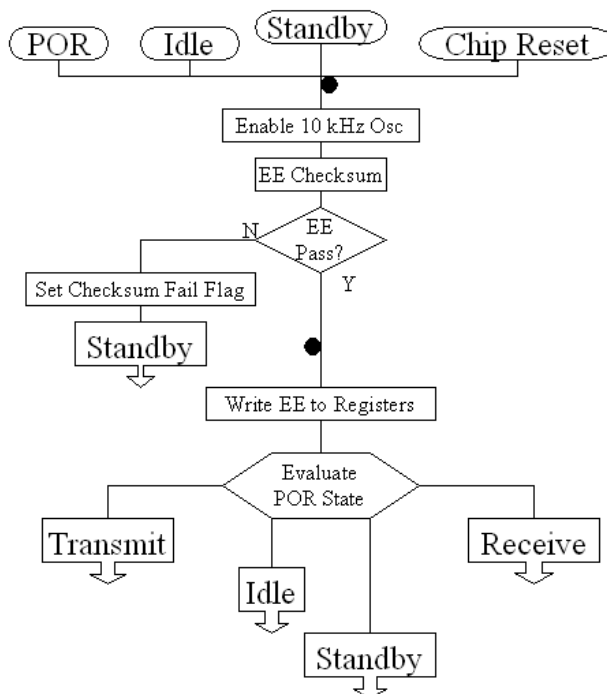 POR
Idle
Standby
Chip Reset
Enable 10 kHz Osc
EE Checksum
EE
Pass?
N
Y
Set Checksum Fail Flag
Standby
Write EE to Registers
Evaluate
POR State
Transmit
Receive
Idle
Standby